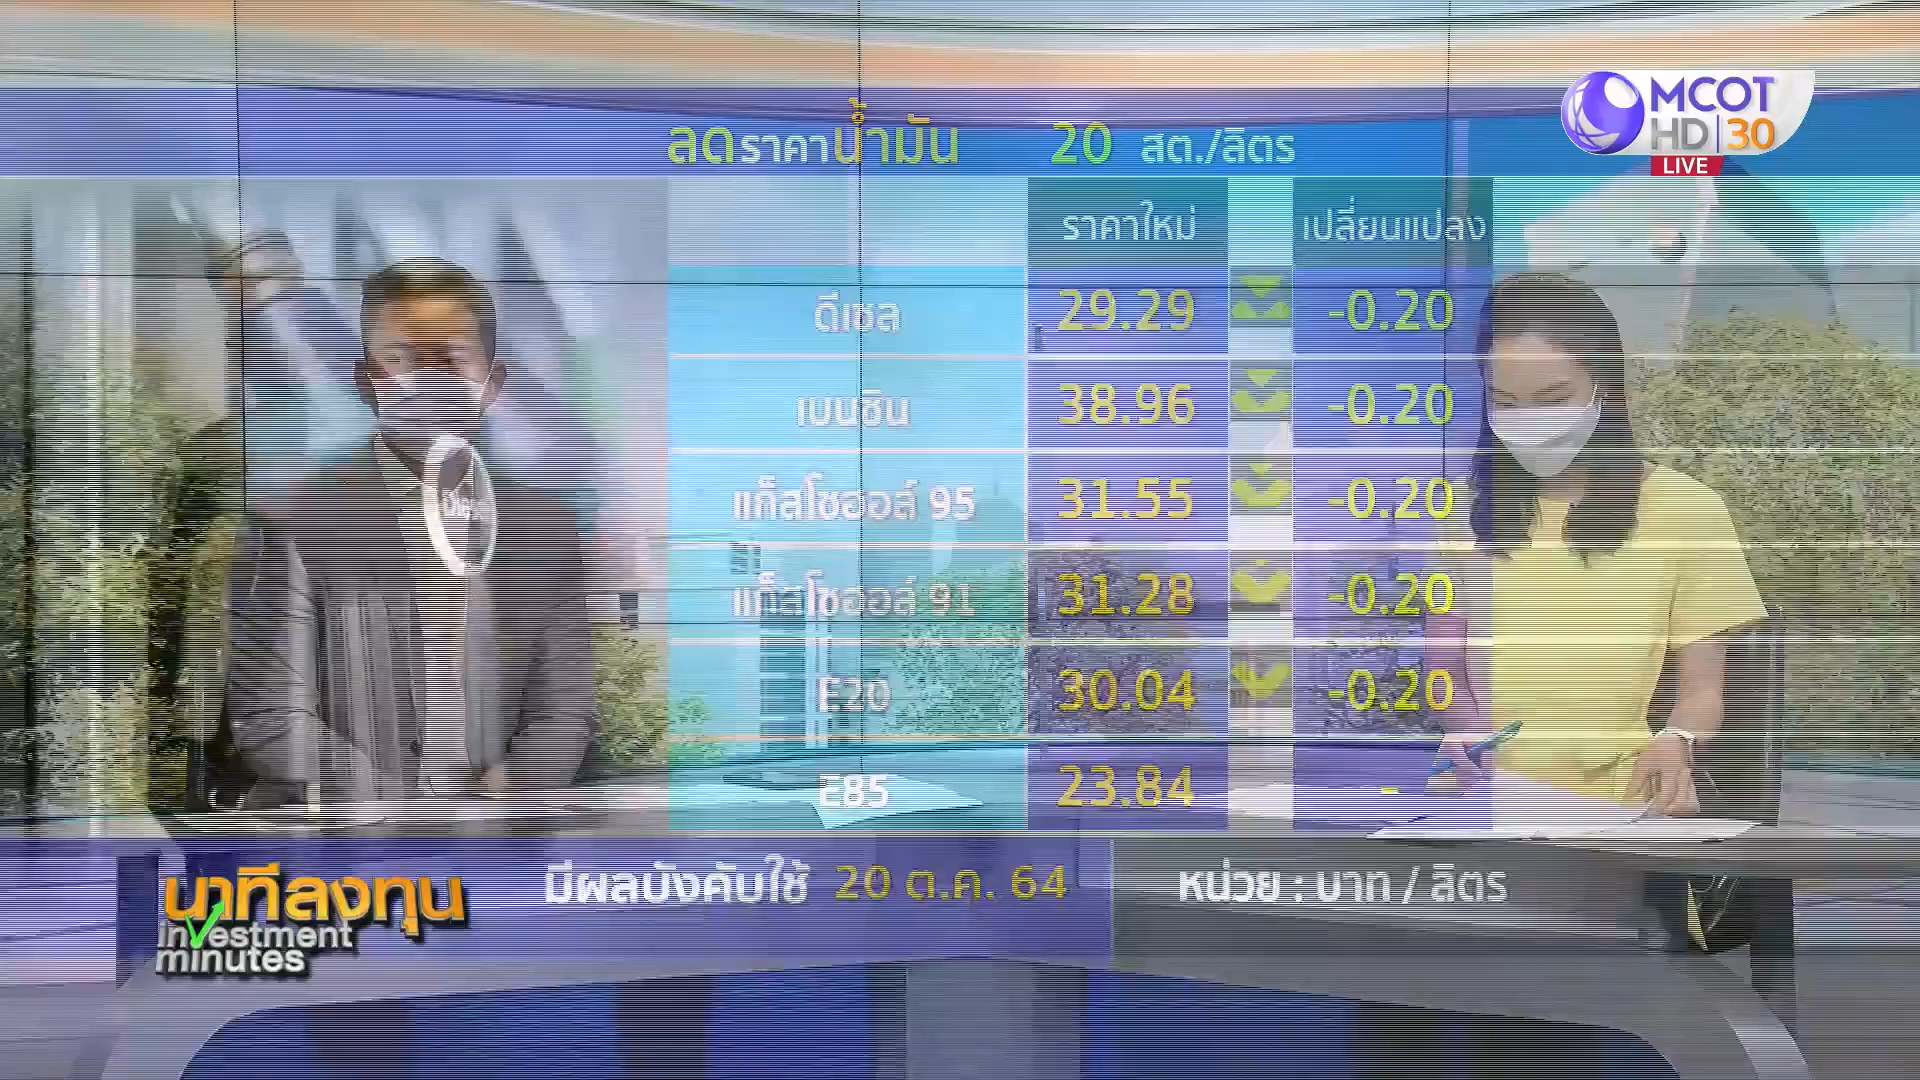 MCOT
HD 30
LIVE
ลดราคาน้ำมัน 20 สต./ลิตร
ราคาใหม่ เปลี่ยนแปลง
ดีเซล 29.29 -0.20
เบนซิน 38.96 -0.20
แก็สโซฮอล์ 95 31.55 -0.20
แก็สโซฮอล์ 91 31.28 -0.20
E20 30.04 -0.20
E85 23.84 -
มีผลบังคับใช้ 20 ต.ค. 64 หน่วย : บาท / ลิตร
นาทีลงทุน
investment
minutes